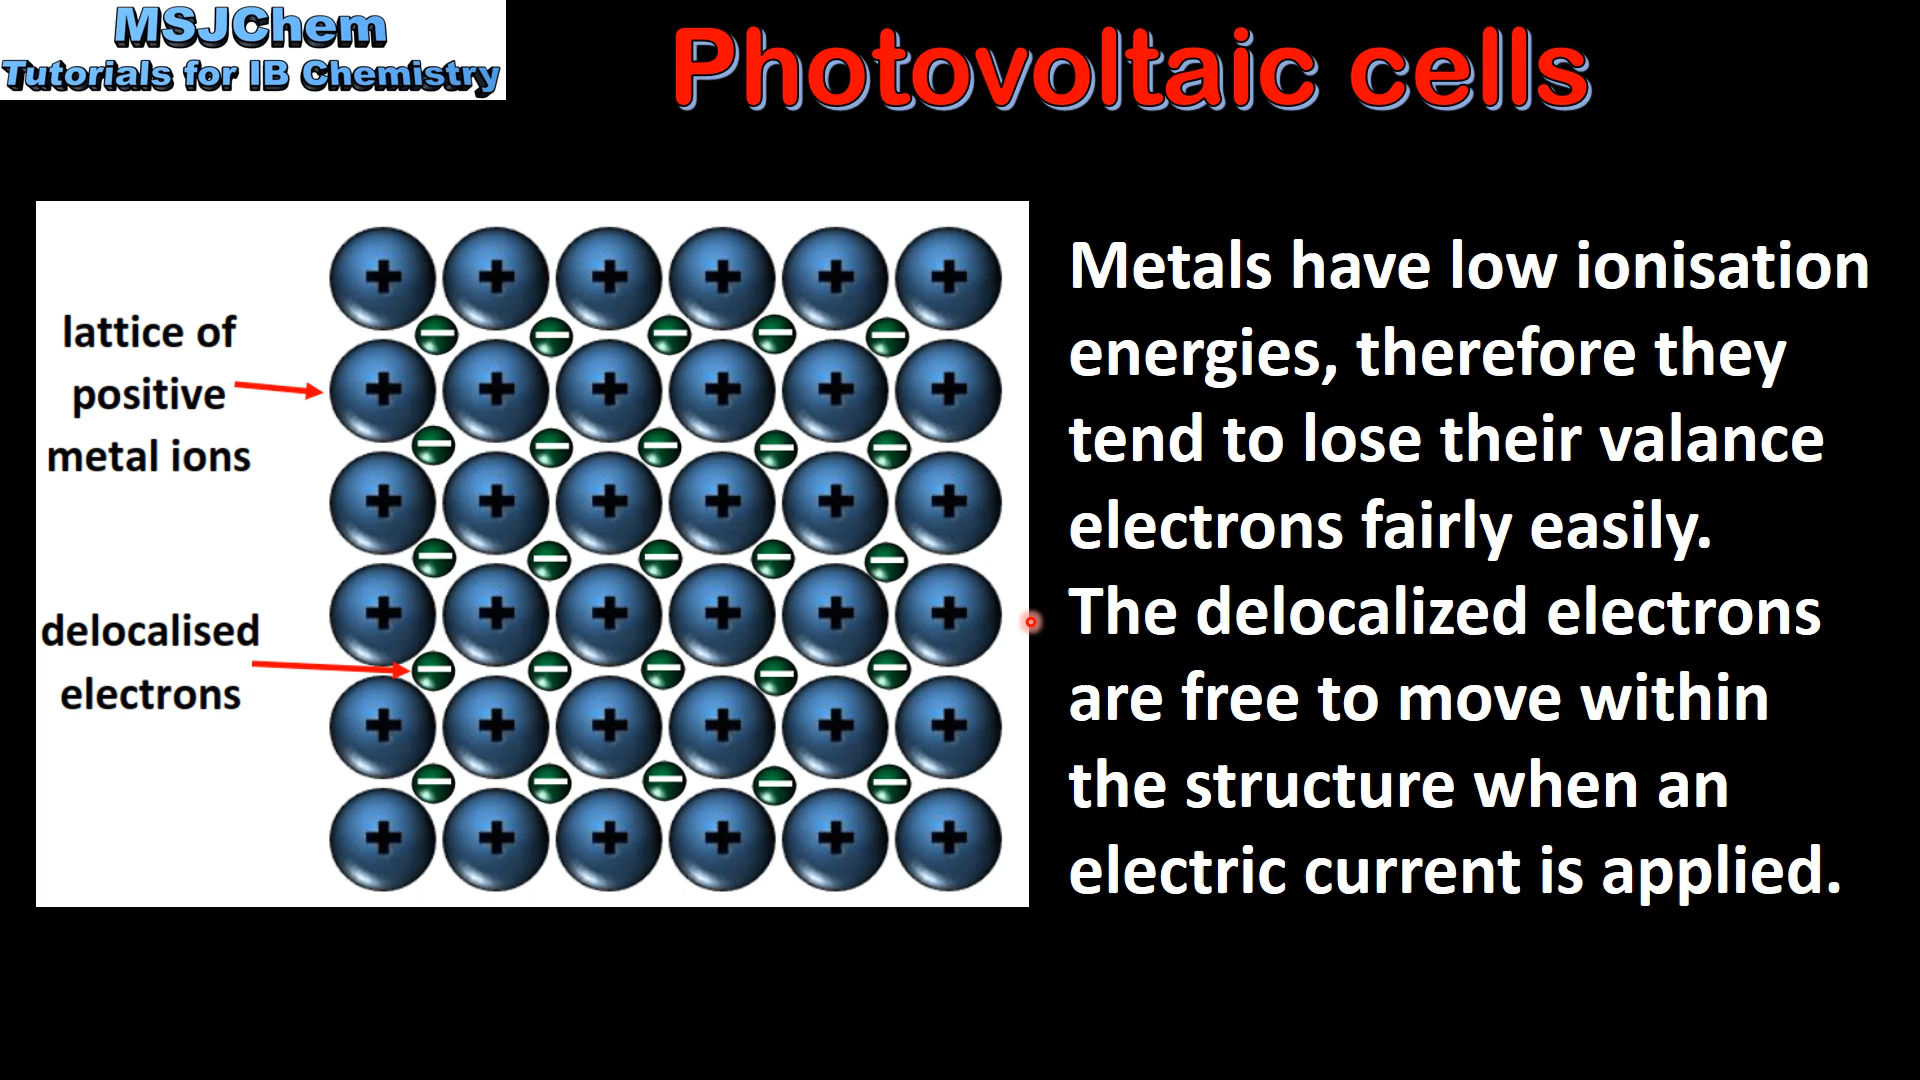 MSJChem
Tutorials for IB Chemistry
Photovoltaic cells
lattice of
positive
metal ions
delocalised
electrons
Metals have low ionisation
energies, therefore they
tend to lose their valance
electrons fairly easily.
The delocalized electrons
are free to move within
the structure when an
electric current is applied.